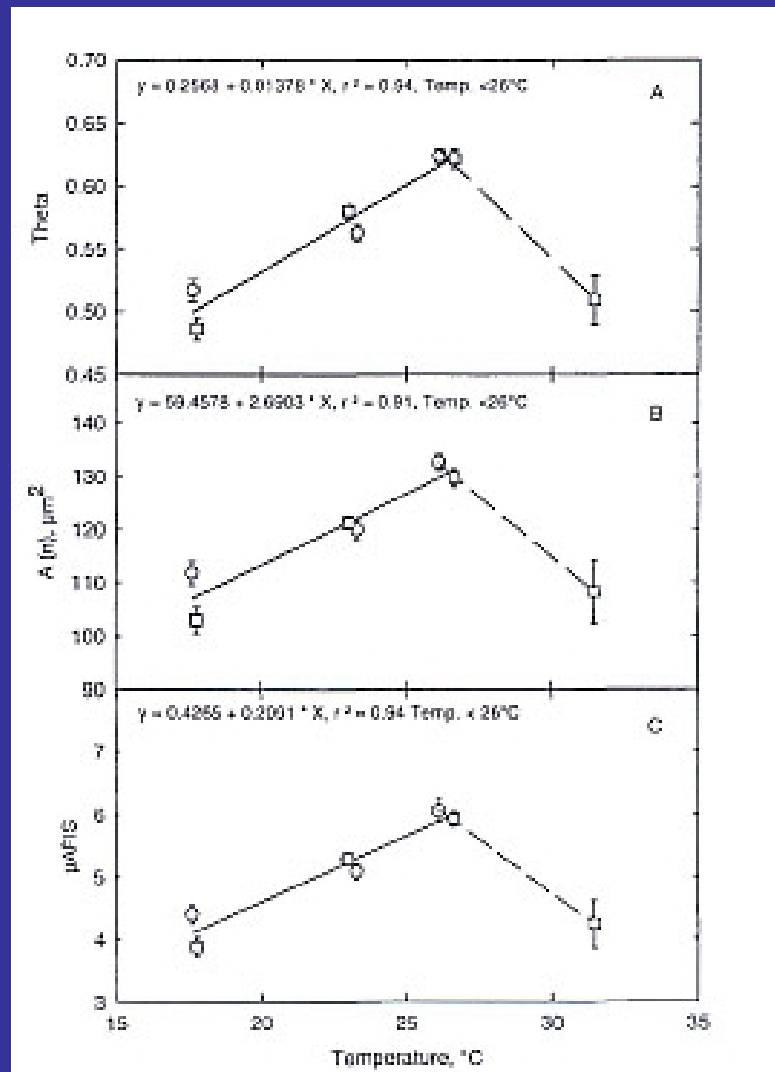 0.70
y = 0.2568 + 0.01378 * X, r² = 0.94, Temp. <26°C
A
0.65
0.60
Theta
0.55
0.50
0.45
y = 59.4578 + 2.6903 * X, r² = 0.91, Temp. <26°C
B
140
130
A (n), µm²
120
110
100
90
y = 0.4265 + 0.2001 * X, r² = 0.94 Temp. < 26°C
C
7
6
5
4
3
15
20
25
30
35
Temperature, °C